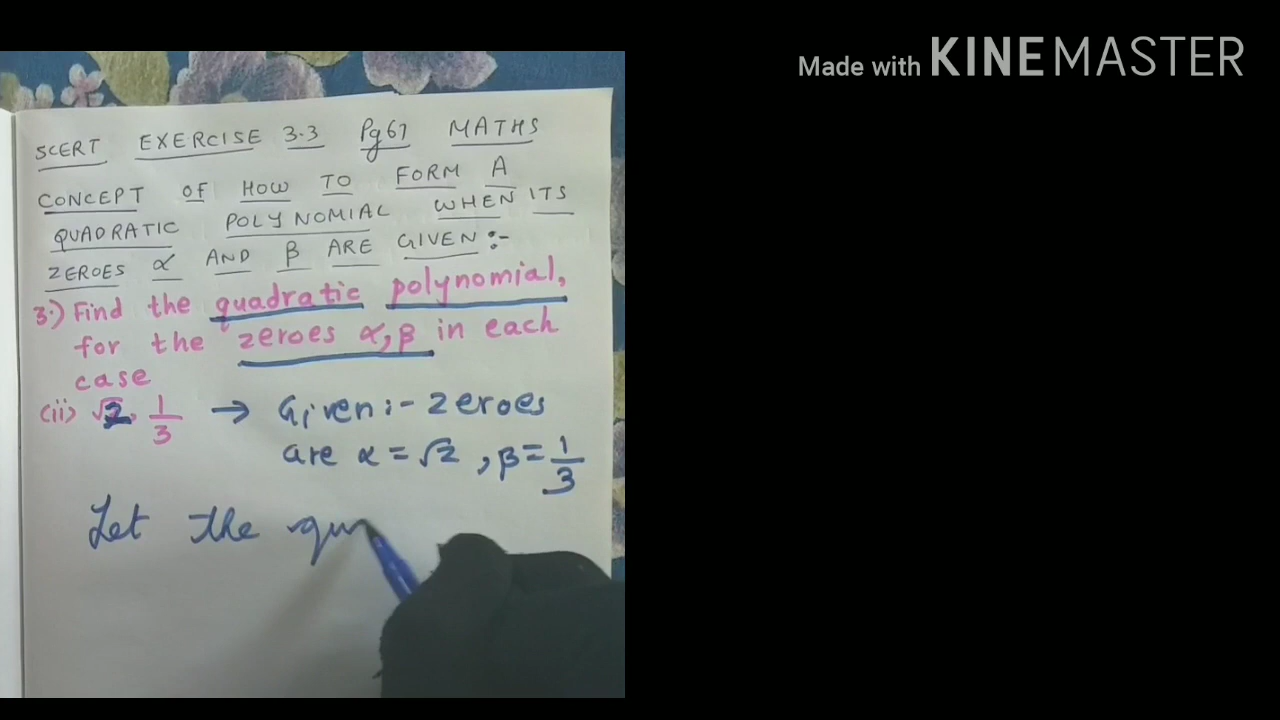 Made with KINEMASTER
SCERT EXERCISE 3.3 Pg 67 MATHS
CONCEPT OF HOW TO FORM A
QUADRATIC POLYNOMIAL WHEN ITS
ZEROES α AND β ARE GIVEN :-
3.) Find the quadratic polynomial,
for the zeroes α, β in each
case
(ii) √2, 1/3 → Given :- Zeroes
are α = √2, β = 1/3
Let the qu